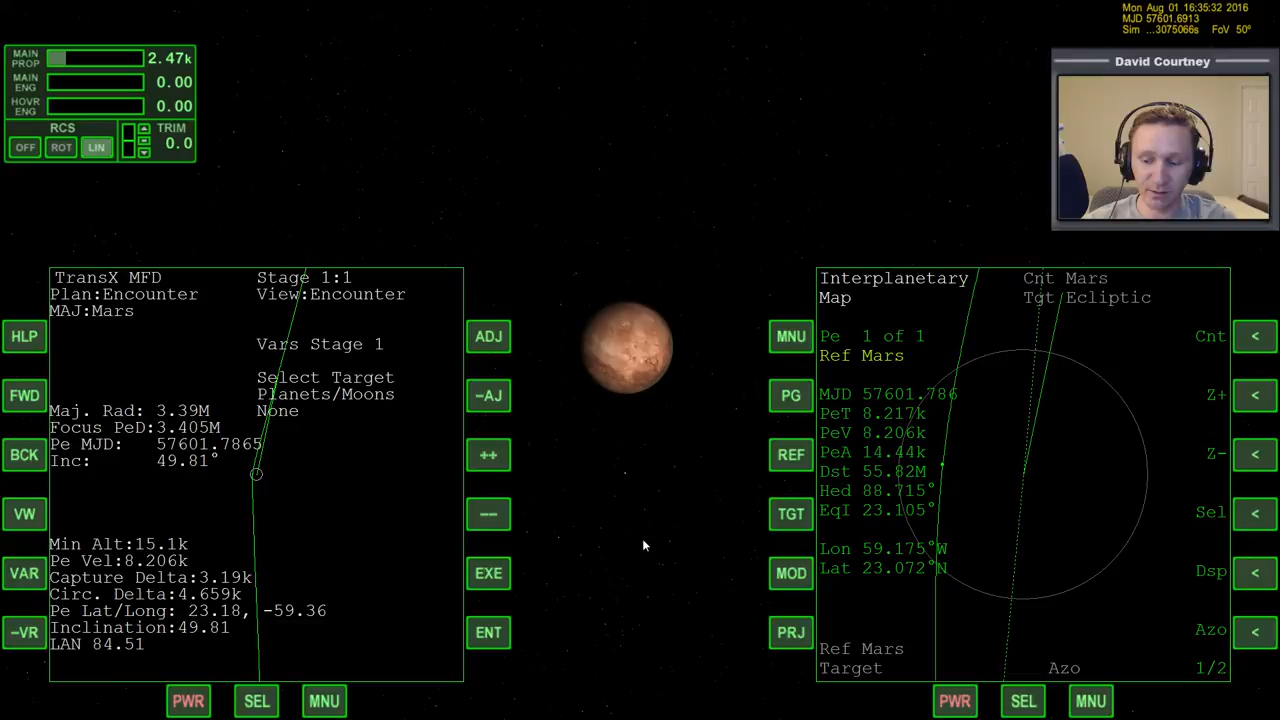 Mon Aug 01 16:35:32 2016
MJD 57601.6913
Sim ...3075066s FoV 50°
MAIN PROP 2.47k
MAIN ENG 0.00
HOVR ENG 0.00
RCS TRIM
OFF ROT LIN 0.0
David Courtney
TransX MFD Stage 1:1
Plan:Encounter View:Encounter
MAJ:Mars
Vars Stage 1
Select Target
Planets/Moons
None
Maj. Rad: 3.39M
Focus PeD:3.405M
Pe MJD: 57601.7865
Inc: 49.81°
Min Alt:15.1k
Pe Vel:8.206k
Capture Delta:3.19k
Circ. Delta:4.659k
Pe Lat/Long: 23.18, -59.36
Inclination:49.81
LAN 84.51
HLP
FWD
BCK
VW
VAR
-VR
ADJ
-AJ
++
--
EXE
ENT
PWR SEL MNU
Interplanetary Cnt Mars
Map Tgt Ecliptic
Pe 1 of 1
Ref Mars
MJD 57601.786
PeT 8.217k
PeV 8.206k
PeA 14.44k
Dst 55.82M
Hed 88.715°
EqI 23.105°
Lon 59.175°W
Lat 23.072°N
Ref Mars
Target Azo 1/2
MNU
PG
REF
TGT
MOD
PRJ
Cnt <
Z+ <
Z- <
Sel <
Dsp <
Azo <
PWR SEL MNU